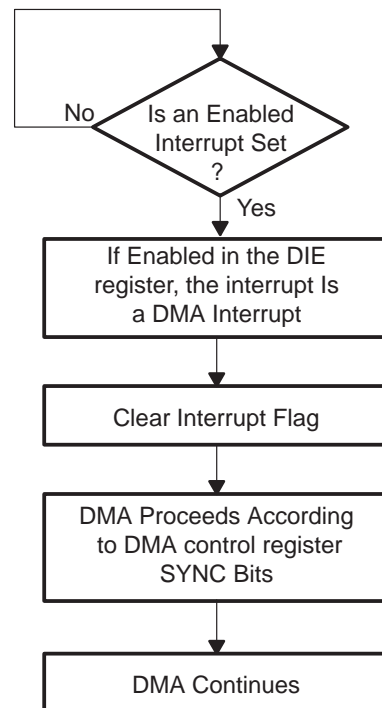 No
Is an Enabled
Interrupt Set
?
Yes
If Enabled in the DIE
register, the interrupt Is
a DMA Interrupt
Clear Interrupt Flag
DMA Proceeds According
to DMA control register
SYNC Bits
DMA Continues